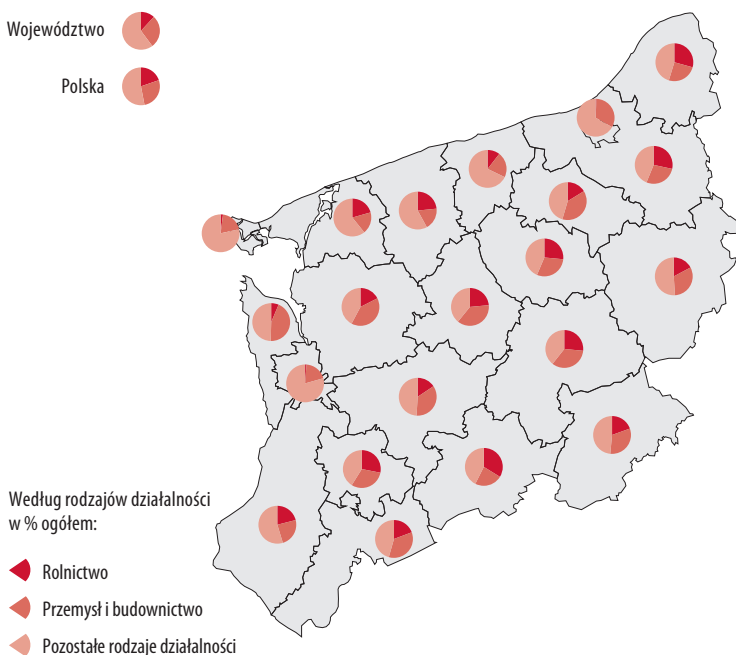 Województwo
Polska
Według rodzajów działalności
w % ogółem:
Rolnictwo
Przemysł i budownictwo
Pozostałe rodzaje działalności